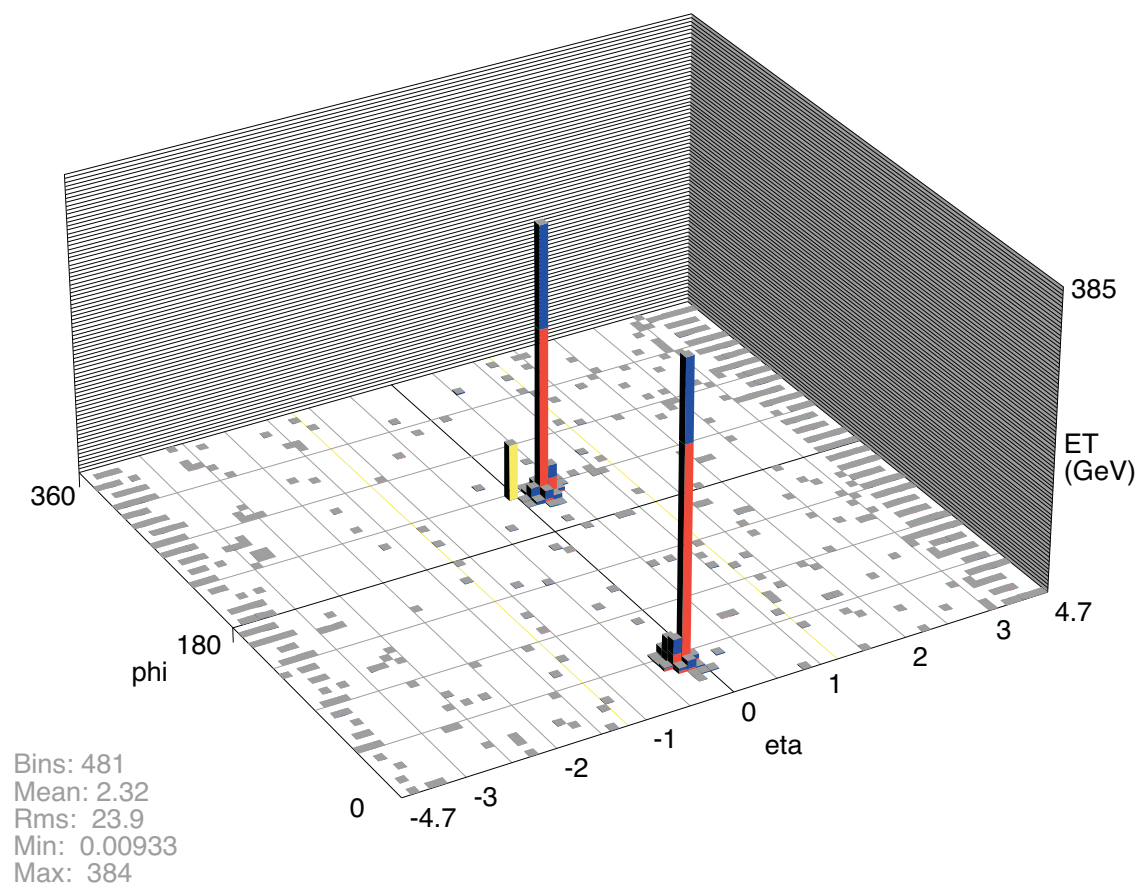 385
ET
(GeV)
360
180
phi
0
-4.7
-3
-2
-1
0
1
2
3
4.7
eta
Bins: 481
Mean: 2.32
Rms: 23.9
Min: 0.00933
Max: 384